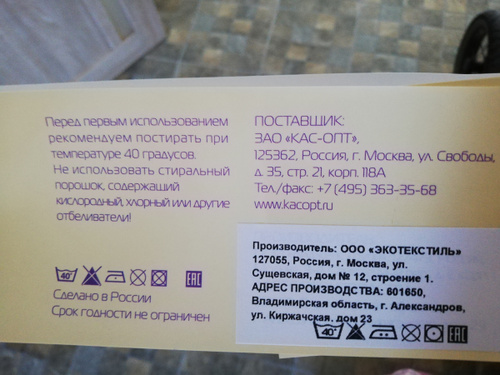 Перед первым использованием
рекомендуем постирать при
температуре 40 градусов.
Не использовать стиральный
порошок, содержащий
кислородный, хлорный или другие
отбеливатели!
40°
EAC
Сделано в России
Срок годности не ограничен
ПОСТАВЩИК:
ЗАО «КАС-ОПТ»,
125362, Россия, г. Москва, ул. Свободы,
д. 35, стр. 21, корп. 118А
Тел./факс: +7 (495) 363-35-68
www.kacopt.ru
Производитель: ООО «ЭКОТЕКСТИЛЬ»
127055, Россия, г. Москва, ул.
Сущевская, дом № 12, строение 1.
АДРЕС ПРОИЗВОДСТВА: 601650,
Владимирская область, г. Александров,
ул. Киржачская, дом 23
40°
EAC